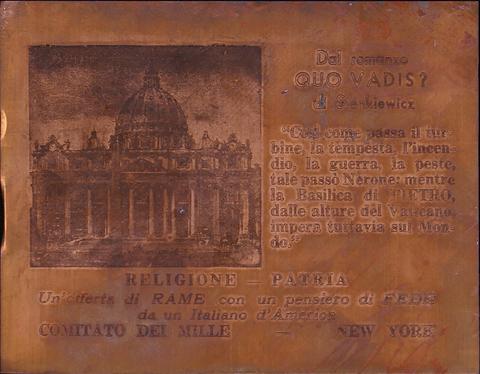 Dal romanzo
QUO VADIS?
di Sienkiewicz
"Così come passa il tur-
bine, la tempesta, l'incen-
dio, la guerra, la peste,
tale passò Nerone; mentre
la Basilica di PIETRO,
dalle alture del Vaticano,
impera tuttavia sul Mon-
do."
RELIGIONE — PATRIA
Un'offerta di RAME con un pensiero di FEDE
da un Italiano d'America
COMITATO DEI MILLE — NEW YORK